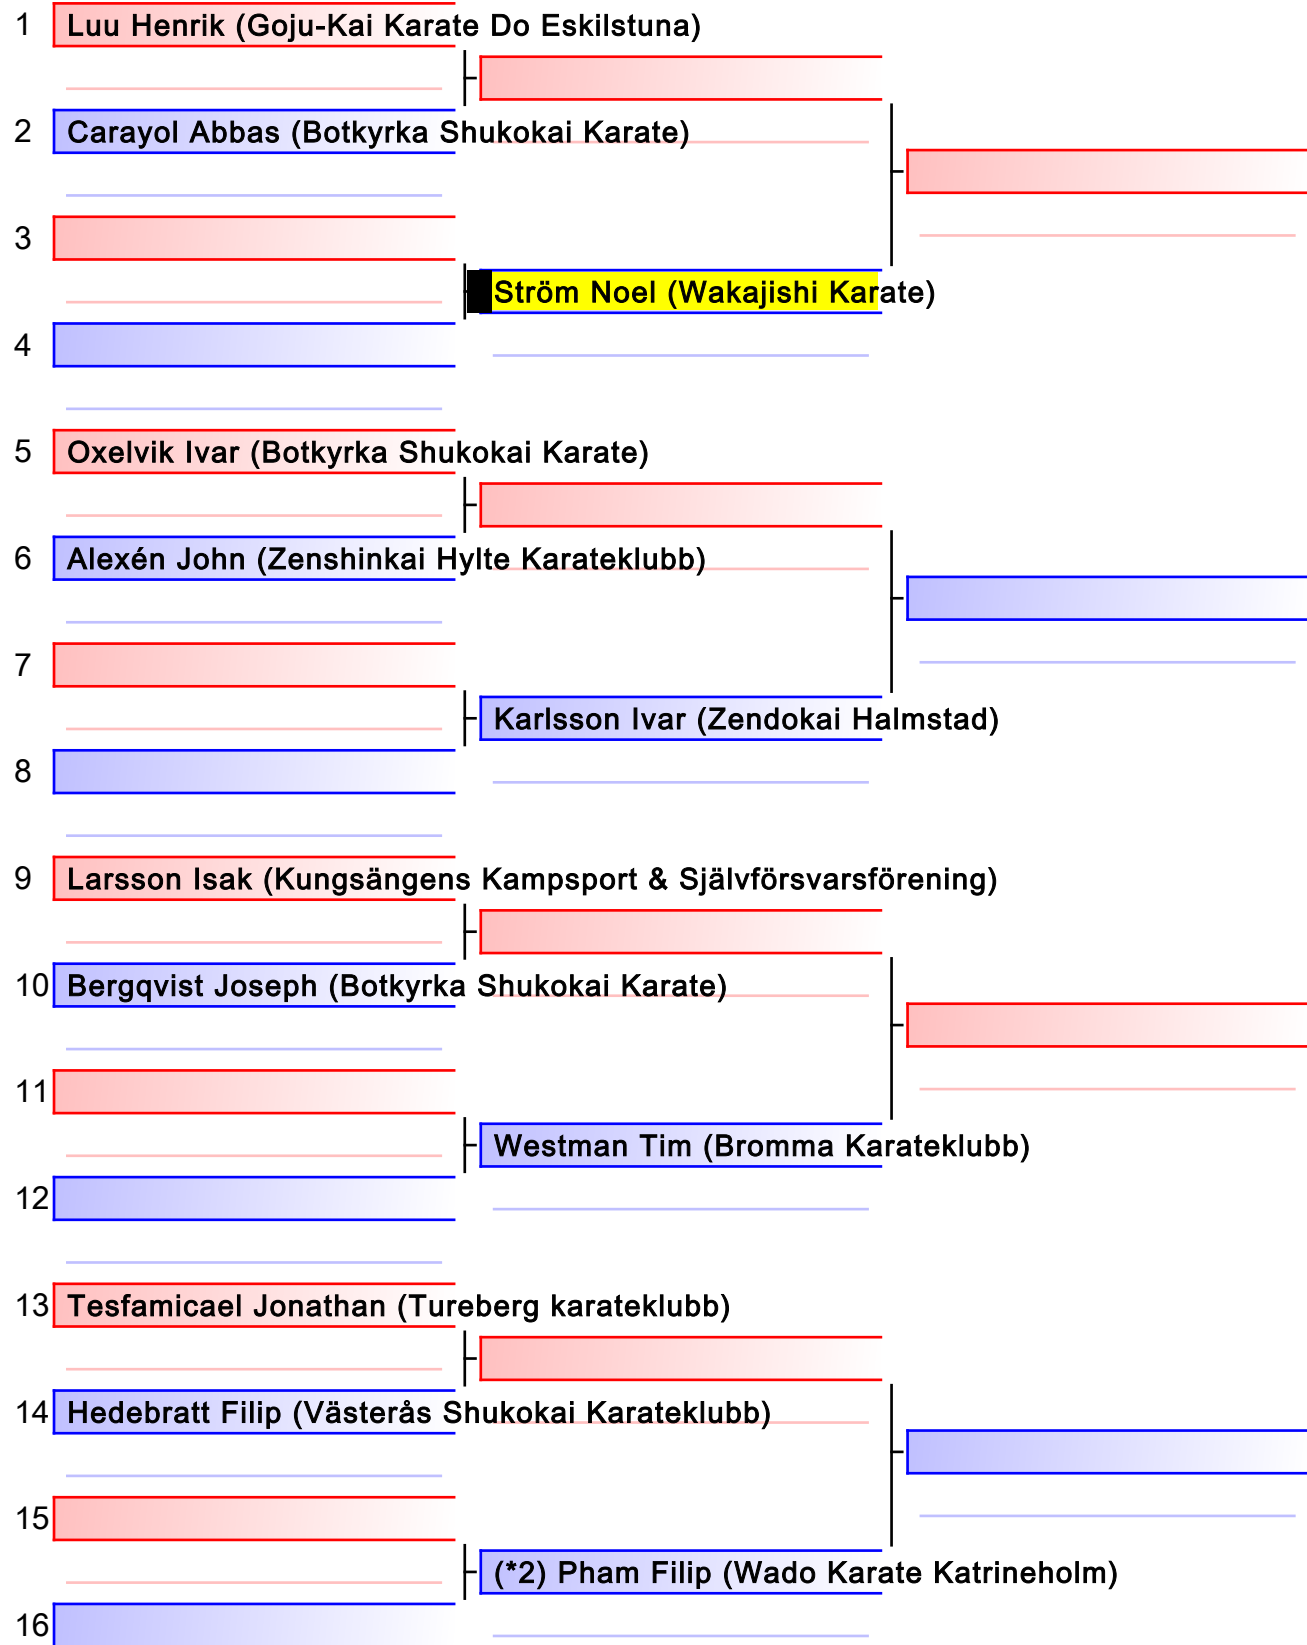 1 Luu Henrik (Goju-Kai Karate Do Eskilstuna)
2 Carayol Abbas (Botkyrka Shukokai Karate)
3
Ström Noel (Wakajishi Karate)
4
5 Oxelvik Ivar (Botkyrka Shukokai Karate)
6 Alexén John (Zenshinkai Hylte Karateklubb)
7
Karlsson Ivar (Zendokai Halmstad)
8
9 Larsson Isak (Kungsängens Kampsport & Självförsvarsförening)
10 Bergqvist Joseph (Botkyrka Shukokai Karate)
11
Westman Tim (Bromma Karateklubb)
12
13 Tesfamicael Jonathan (Tureberg karateklubb)
14 Hedebratt Filip (Västerås Shukokai Karateklubb)
15
(*2) Pham Filip (Wado Karate Katrineholm)
16